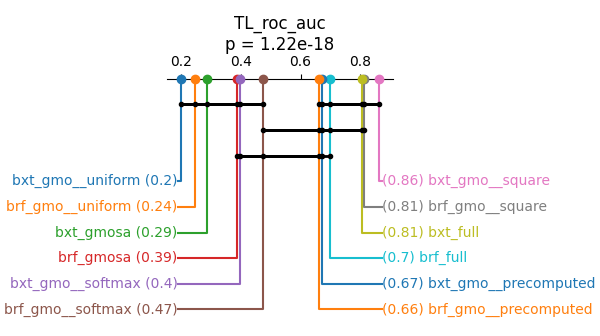 TL_roc_auc
p = 1.22e-18
0.2 0.4 0.6 0.8
bxt_gmo__uniform (0.2) (0.86) bxt_gmo__square
brf_gmo__uniform (0.24) (0.81) brf_gmo__square
bxt_gmosa (0.29) (0.81) bxt_full
brf_gmosa (0.39) (0.7) brf_full
bxt_gmo__softmax (0.4) (0.67) bxt_gmo__precomputed
brf_gmo__softmax (0.47) (0.66) brf_gmo__precomputed